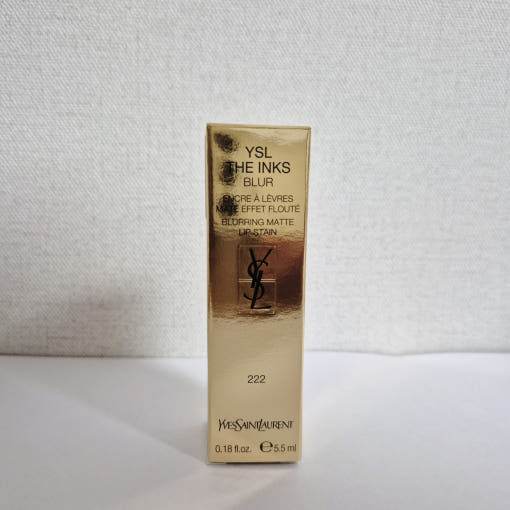 YSL
THE INKS
BLUR
ENCRE À LÈVRES
MATE EFFET FLOUTÉ
BLURRING MATTE
LIP STAIN
YSL
222
YVESSAINTLAURENT
0.18 fl.oz. ℮ 5.5 ml